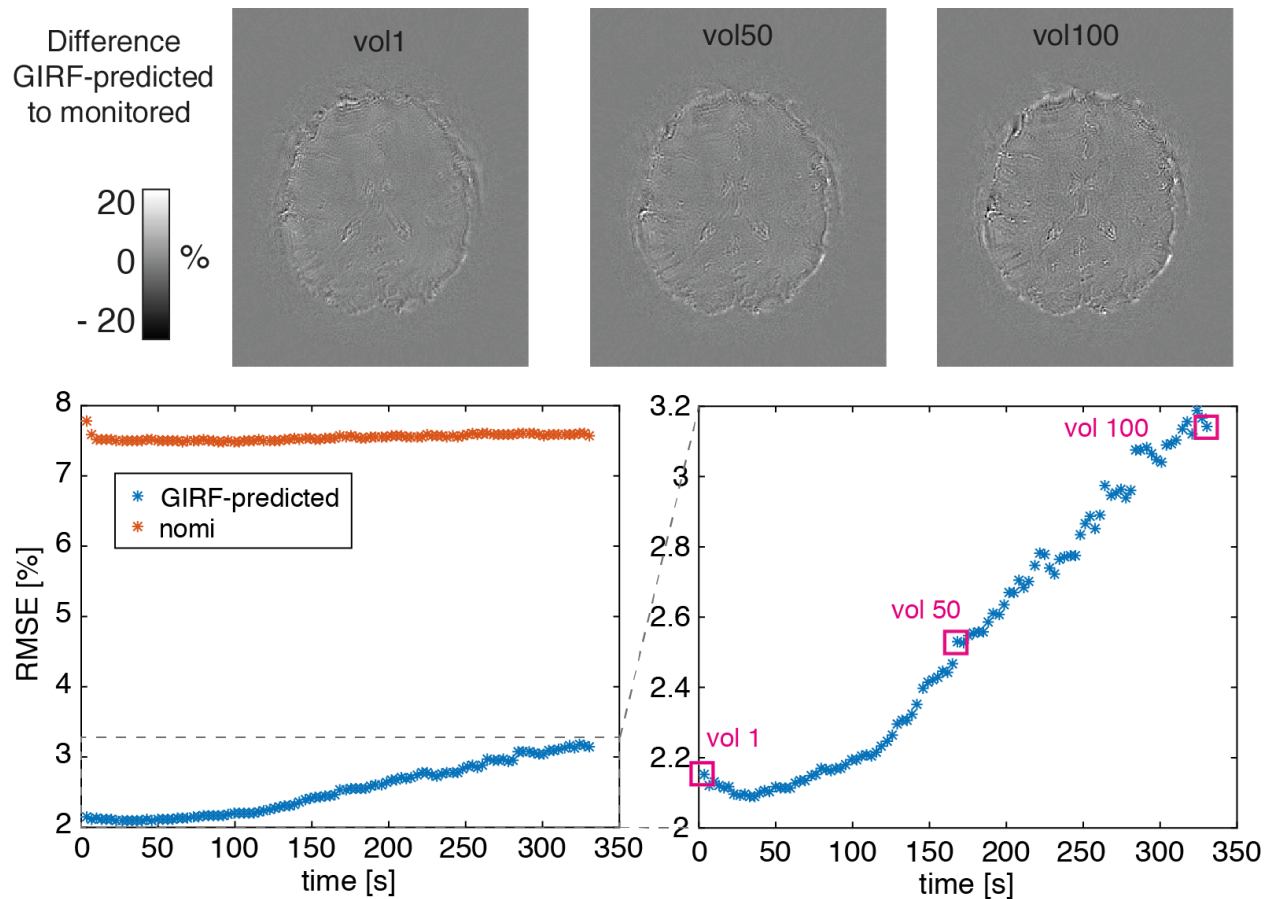 Difference
GIRF-predicted
to monitored
vol1
vol50
vol100
20
0
- 20
%
8
7
6
5
4
3
2
RMSE [%]
GIRF-predicted
nomi
0 50 100 150 200 250 300 350
time [s]
3.2
3
2.8
2.6
2.4
2.2
2
vol 100
vol 50
vol 1
0 50 100 150 200 250 300 350
time [s]